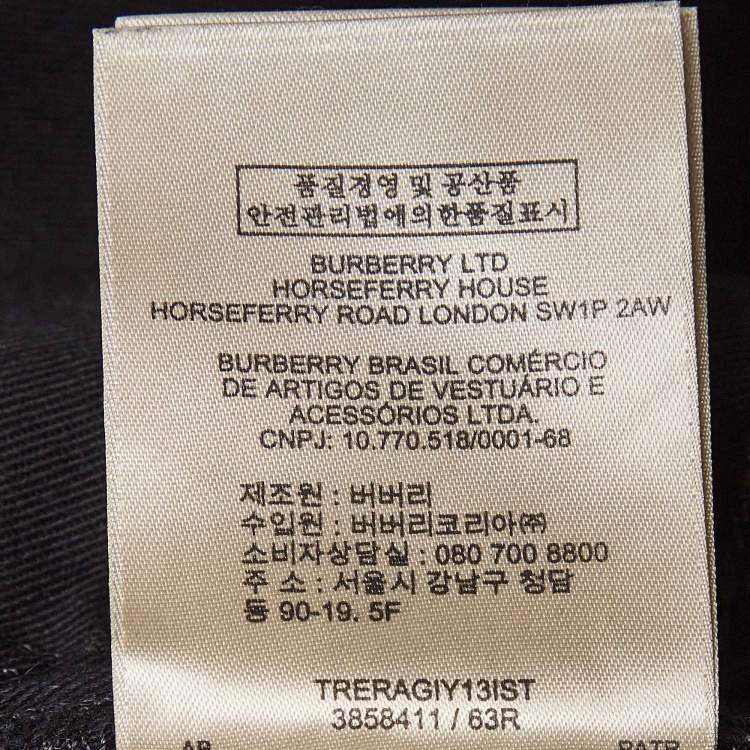 품질경영 및 공산품
안전관리법에의한품질표시
BURBERRY LTD
HORSEFERRY HOUSE
HORSEFERRY ROAD LONDON SW1P 2AW
BURBERRY BRASIL COMÉRCIO
DE ARTIGOS DE VESTUÁRIO E
ACESSÓRIOS LTDA.
CNPJ: 10.770.518/0001-68
제조원 : 버버리
수입원 : 버버리코리아㈜
소비자상담실 : 080 700 8800
주 소 : 서울시 강남구 청담
동 90-19. 5F
TRERAGIY13IST
3858411 / 63R